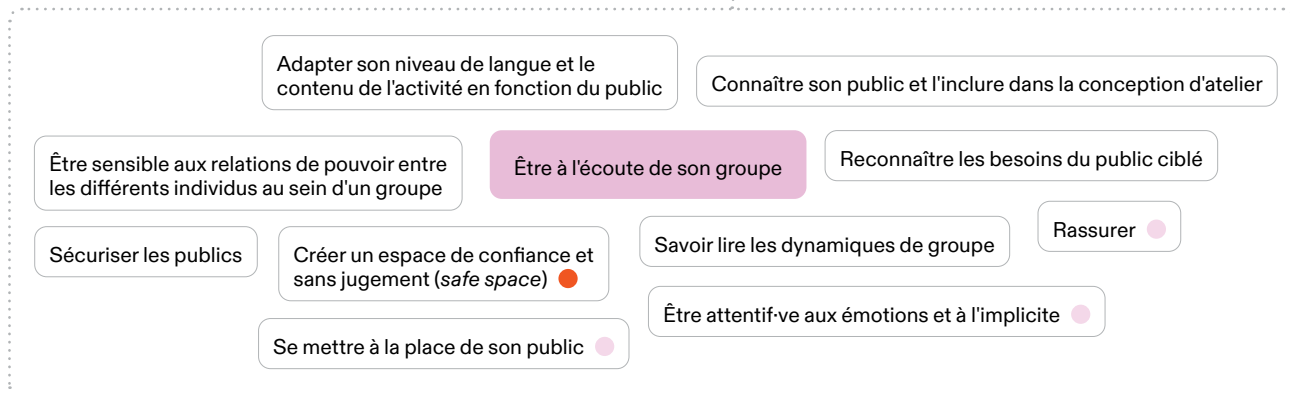 Adapter son niveau de langue et le
contenu de l'activité en fonction du public
Connaître son public et l'inclure dans la conception d'atelier
Être sensible aux relations de pouvoir entre
les différents individus au sein d'un groupe
Être à l'écoute de son groupe
Reconnaître les besoins du public ciblé
Sécuriser les publics
Créer un espace de confiance et
sans jugement (safe space)
Savoir lire les dynamiques de groupe
Rassurer
Être attentif·ve aux émotions et à l'implicite
Se mettre à la place de son public